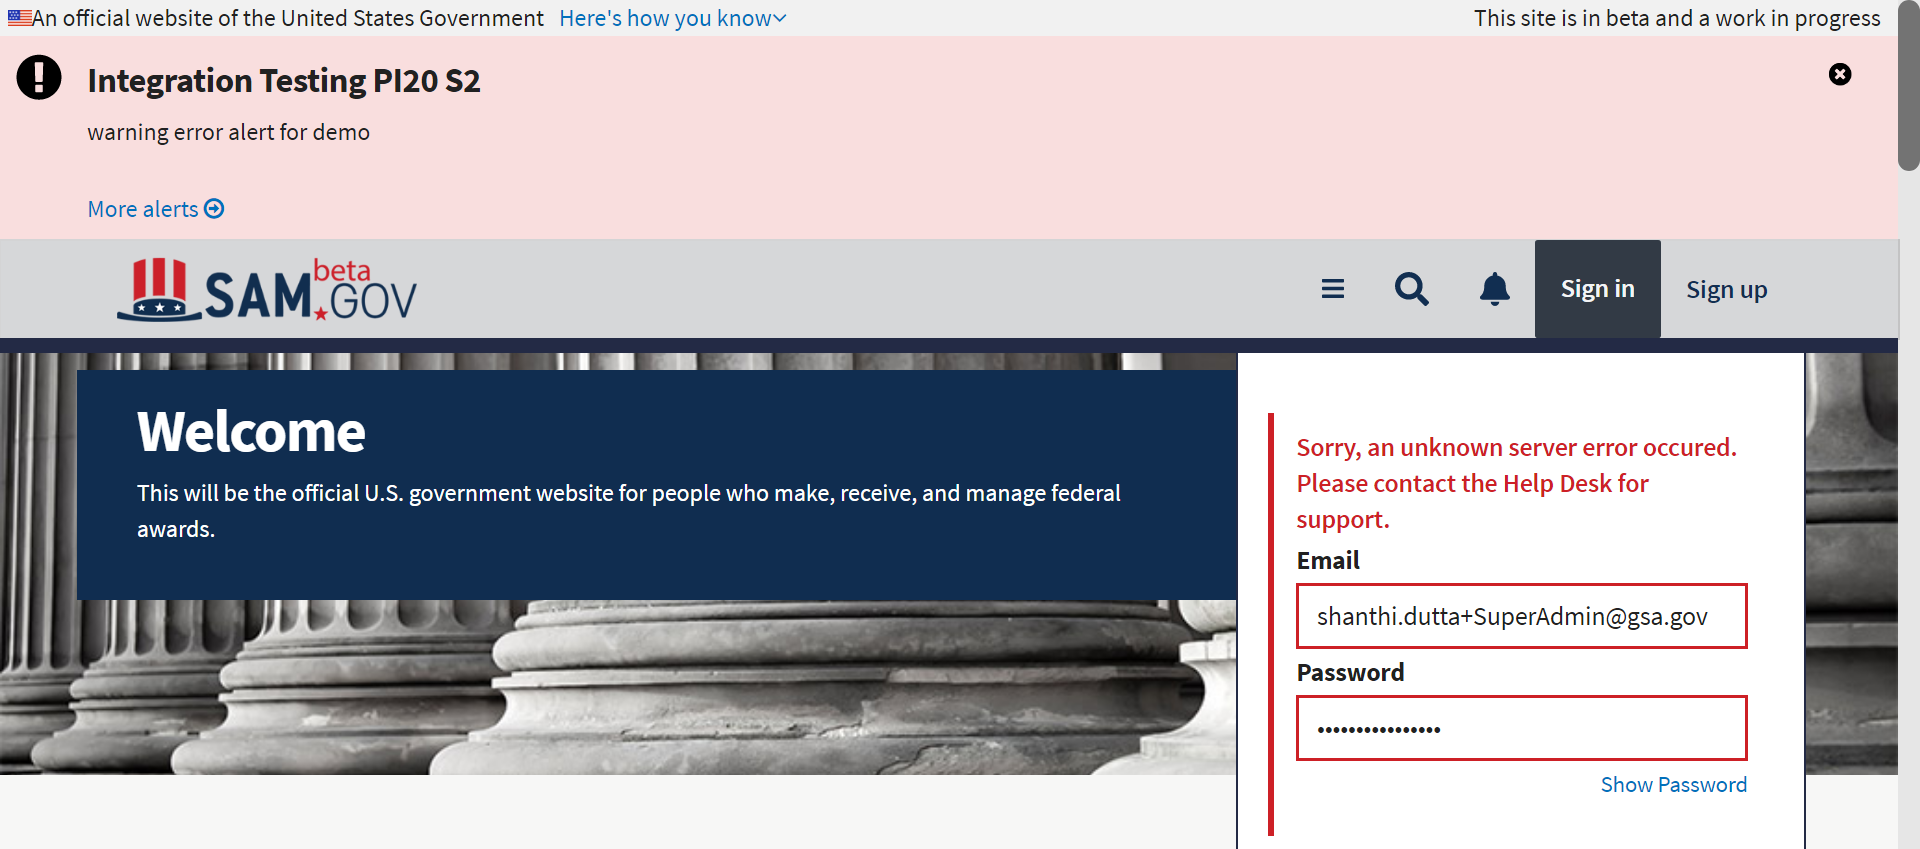 An official website of the United States Government Here's how you know
This site is in beta and a work in progress
Integration Testing PI20 S2
warning error alert for demo
More alerts
SAM.GOV beta
Sign in
Sign up
Welcome
This will be the official U.S. government website for people who make, receive, and manage federal
awards.
Sorry, an unknown server error occured.
Please contact the Help Desk for
support.
Email
shanthi.dutta+SuperAdmin@gsa.gov
Password
••••••••••••••••
Show Password